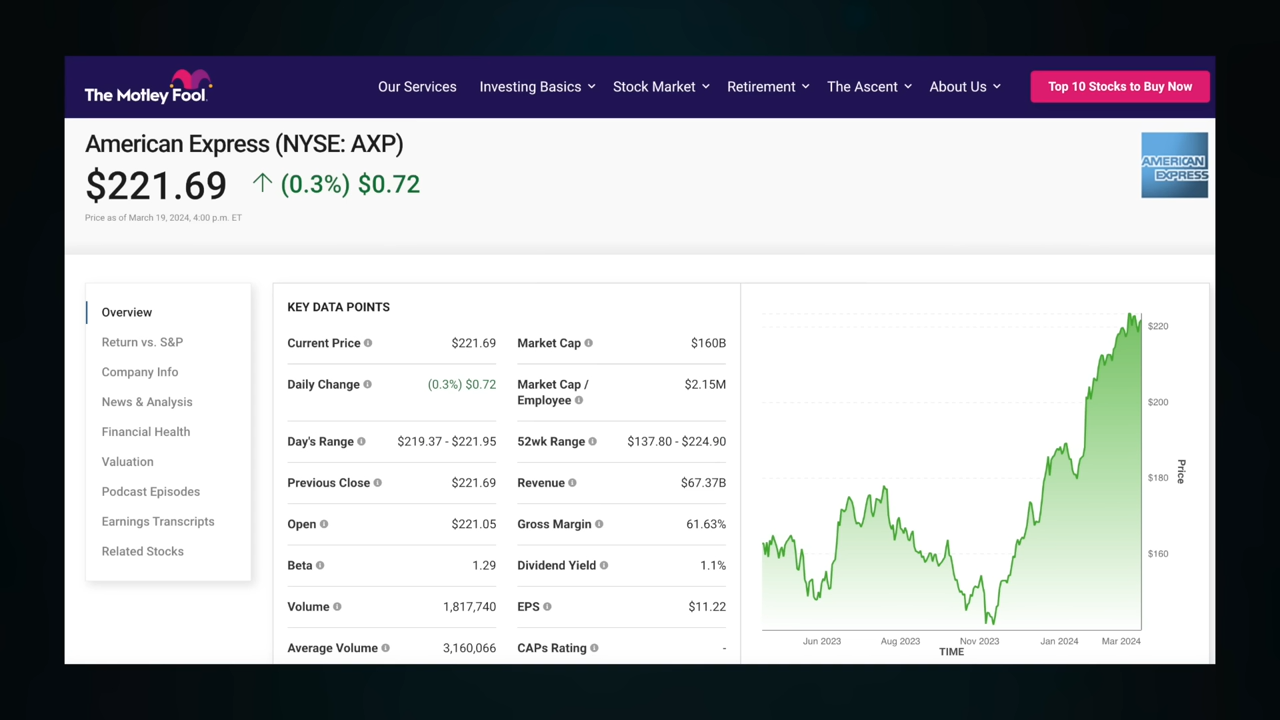 The Motley Fool.
Our Services
Investing Basics
Stock Market
Retirement
The Ascent
About Us
Top 10 Stocks to Buy Now
American Express (NYSE: AXP)
$221.69 (0.3%) $0.72
Price as of March 19, 2024, 4:00 p.m. ET
AMERICAN
EXPRESS
Overview
Return vs. S&P
Company Info
News & Analysis
Financial Health
Valuation
Podcast Episodes
Earnings Transcripts
Related Stocks
KEY DATA POINTS
Current Price $221.69
Daily Change (0.3%) $0.72
Day's Range $219.37 - $221.95
Previous Close $221.69
Open $221.05
Beta 1.29
Volume 1,817,740
Average Volume 3,160,066
Market Cap $160B
Market Cap / $2.15M
Employee
52wk Range $137.80 - $224.90
Revenue $67.37B
Gross Margin 61.63%
Dividend Yield 1.1%
EPS $11.22
CAPs Rating -
$220
$200
$180
$160
Price
Jun 2023 Aug 2023 Nov 2023 Jan 2024 Mar 2024
TIME